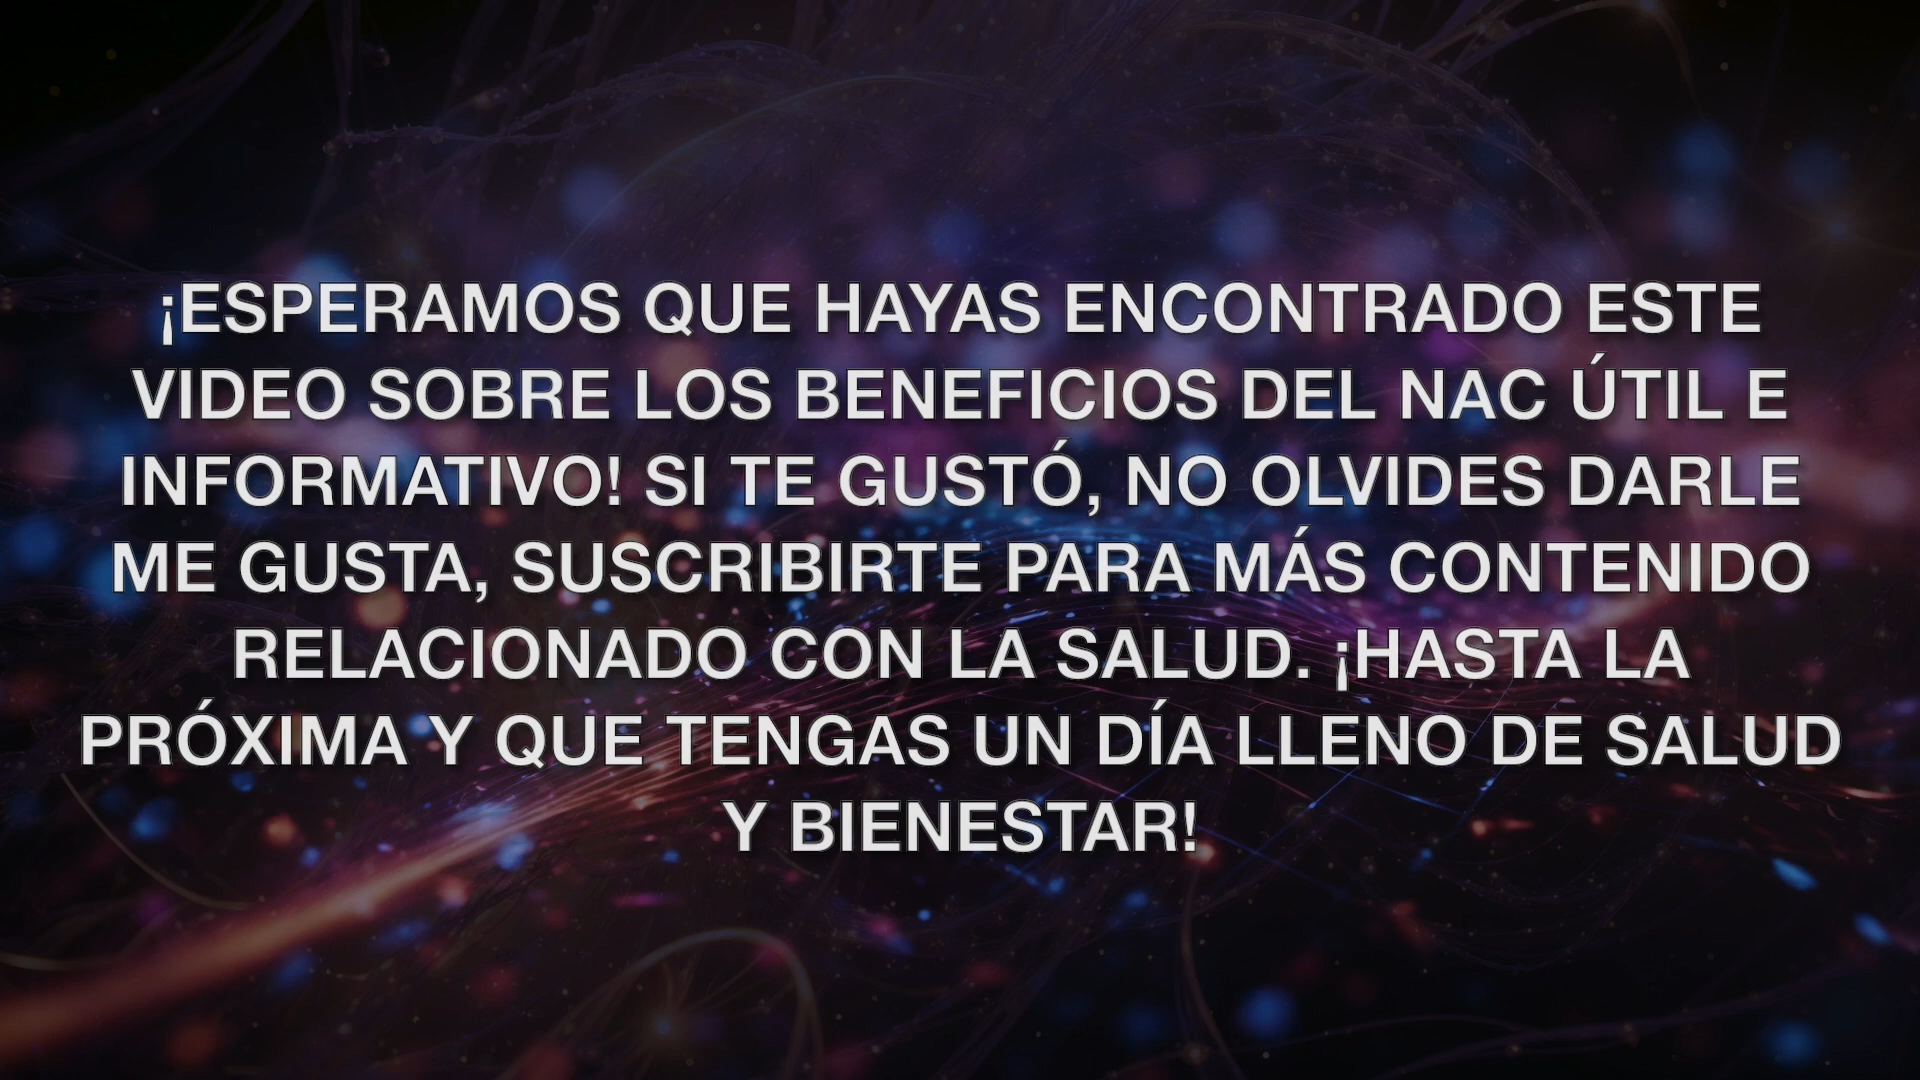 ¡ESPERAMOS QUE HAYAS ENCONTRADO ESTE
VIDEO SOBRE LOS BENEFICIOS DEL NAC ÚTIL E
INFORMATIVO! SI TE GUSTÓ, NO OLVIDES DARLE
ME GUSTA, SUSCRIBIRTE PARA MÁS CONTENIDO
RELACIONADO CON LA SALUD. ¡HASTA LA
PRÓXIMA Y QUE TENGAS UN DÍA LLENO DE SALUD
Y BIENESTAR!